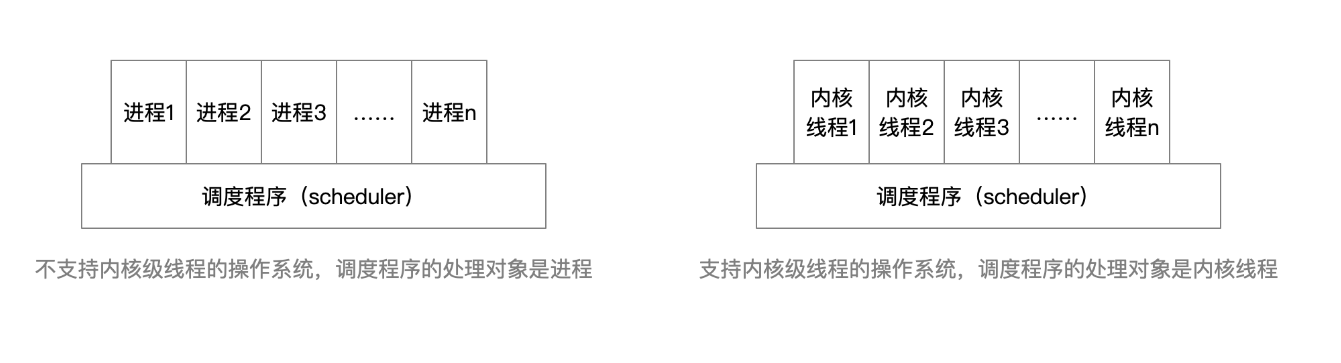 进程1 进程2 进程3 …… 进程n
调度程序（scheduler）
不支持内核级线程的操作系统，调度程序的处理对象是进程
内核 内核 内核 内核
线程1 线程2 线程3 …… 线程n
调度程序（scheduler）
支持内核级线程的操作系统，调度程序的处理对象是内核线程